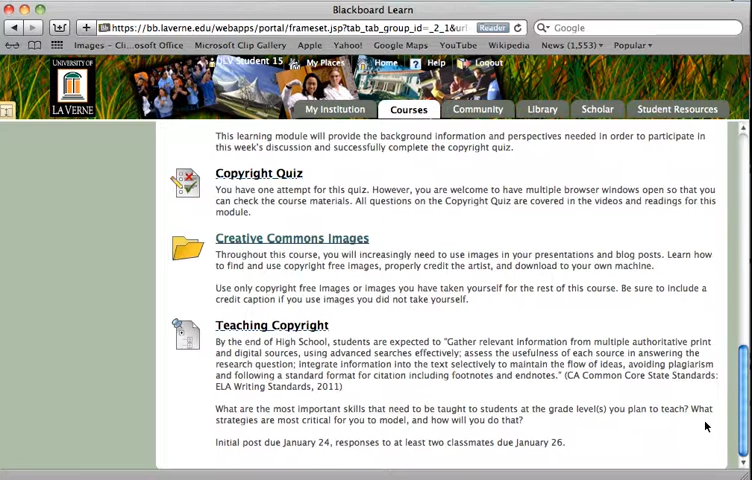 Blackboard Learn
https://bb.laverne.edu/webapps/portal/frameset.jsp?tab_tab_group_id=_2_1&url
Reader
Google
Images - Cli...osoft Office
Microsoft Clip Gallery
Apple
Yahoo!
Google Maps
YouTube
Wikipedia
News (1,553)
Popular
UNIVERSITY OF
LA VERNE
ULV Student 15
My Places
Home
Help
Logout
My Institution
Courses
Community
Library
Scholar
Student Resources
This learning module will provide the background information and perspectives needed in order to participate in
this week's discussion and successfully complete the copyright quiz.
Copyright Quiz
You have one attempt for this quiz. However, you are welcome to have multiple browser windows open so that you
can check the course materials. All questions on the Copyright Quiz are covered in the videos and readings for this
module.
Creative Commons Images
Throughout this course, you will increasingly need to use images in your presentations and blog posts. Learn how
to find and use copyright free images, properly credit the artist, and download to your own machine.
Use only copyright free images or images you have taken yourself for the rest of this course. Be sure to include a
credit caption if you use images you did not take yourself.
Teaching Copyright
By the end of High School, students are expected to "Gather relevant information from multiple authoritative print
and digital sources, using advanced searches effectively; assess the usefulness of each source in answering the
research question; integrate information into the text selectively to maintain the flow of ideas, avoiding plagiarism
and following a standard format for citation including footnotes and endnotes." (CA Common Core State Standards:
ELA Writing Standards, 2011)
What are the most important skills that need to be taught to students at the grade level(s) you plan to teach? What
strategies are most critical for you to model, and how will you do that?
Initial post due January 24, responses to at least two classmates due January 26.